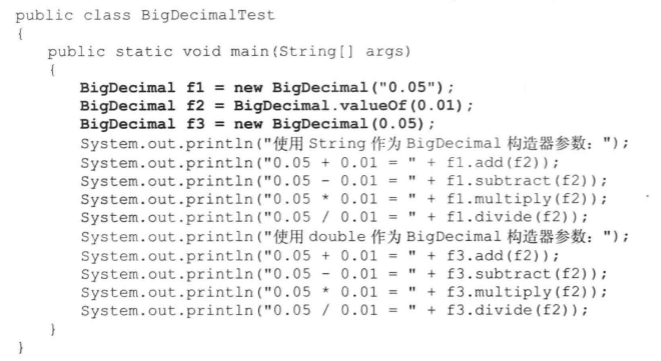 public class BigDecimalTest
{
    public static void main(String[] args)
    {
        BigDecimal f1 = new BigDecimal("0.05");
        BigDecimal f2 = BigDecimal.valueOf(0.01);
        BigDecimal f3 = new BigDecimal(0.05);
        System.out.println("使用 String 作为 BigDecimal 构造器参数：");
        System.out.println("0.05 + 0.01 = " + f1.add(f2));
        System.out.println("0.05 - 0.01 = " + f1.subtract(f2));
        System.out.println("0.05 * 0.01 = " + f1.multiply(f2));
        System.out.println("0.05 / 0.01 = " + f1.divide(f2));
        System.out.println("使用 double 作为 BigDecimal 构造器参数：");
        System.out.println("0.05 + 0.01 = " + f3.add(f2));
        System.out.println("0.05 - 0.01 = " + f3.subtract(f2));
        System.out.println("0.05 * 0.01 = " + f3.multiply(f2));
        System.out.println("0.05 / 0.01 = " + f3.divide(f2));
    }
}